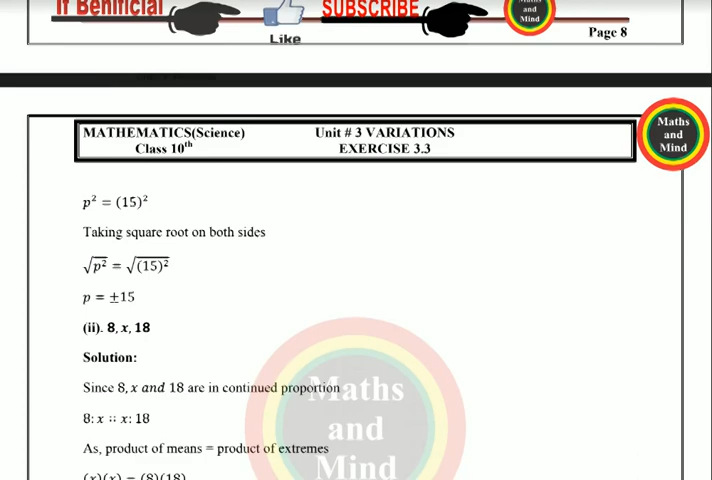 If Benificial
SUBSCRIBE
Like
Maths
and
Mind
Page 8
MATHEMATICS(Science)
Unit # 3 VARIATIONS
Class 10th
EXERCISE 3.3
Maths
and
Mind
p² = (15)²
Taking square root on both sides
√p² = √(15)²
p = ±15
(ii). 8, x, 18
Solution:
Since 8, x and 18 are in continued proportion
8: x :: x: 18
As, product of means = product of extremes
(x)(x) = (8)(18)
Maths
and
Mind